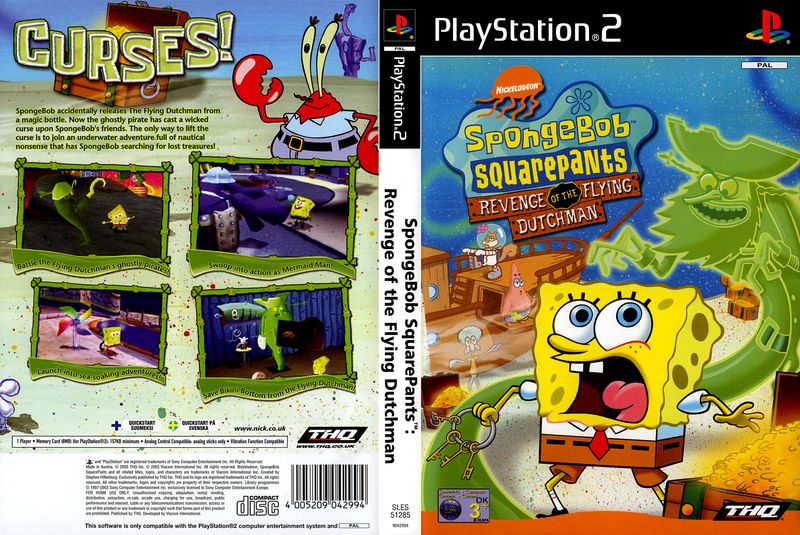 CURSES!
SpongeBob accidentally releases The Flying Dutchman from
a magic bottle. Now the ghostly pirate has cast a wicked
curse upon SpongeBob's friends. The only way to lift the
curse is to join an underwater adventure full of nautical
nonsense that has SpongeBob searching for lost treasures!
Battle the Flying Dutchman's ghostly pirates!
Swoop into action as Mermaid Man!
Launch into sea-soaking adventures!
Save Bikini Bottom from the Flying Dutchman!
QUICKSTART
SUOMEKSI
QUICKSTART PÅ
SVENSKA
www.nick.co.uk
THQ
WWW.THQ.CO.UK
1 Player • Memory Card (8MB) (for PlayStation®2): 157KB minimum • Analog Control Compatible: analog sticks only • Vibration Function Compatible
COMPACT
disc
4 005209 042994
This software is only compatible with the PlayStation®2 computer entertainment system and PAL
PAL
PlayStation®2
SpongeBob SquarePants™:
Revenge of the Flying Dutchman
SLES
51285
9042994
PlayStation®2
PAL
NICKELODEON
SpongeBob
SQUAREPANTS
REVENGE OF THE FLYING
DUTCHMAN
OK
3+
ELSPA
THQ